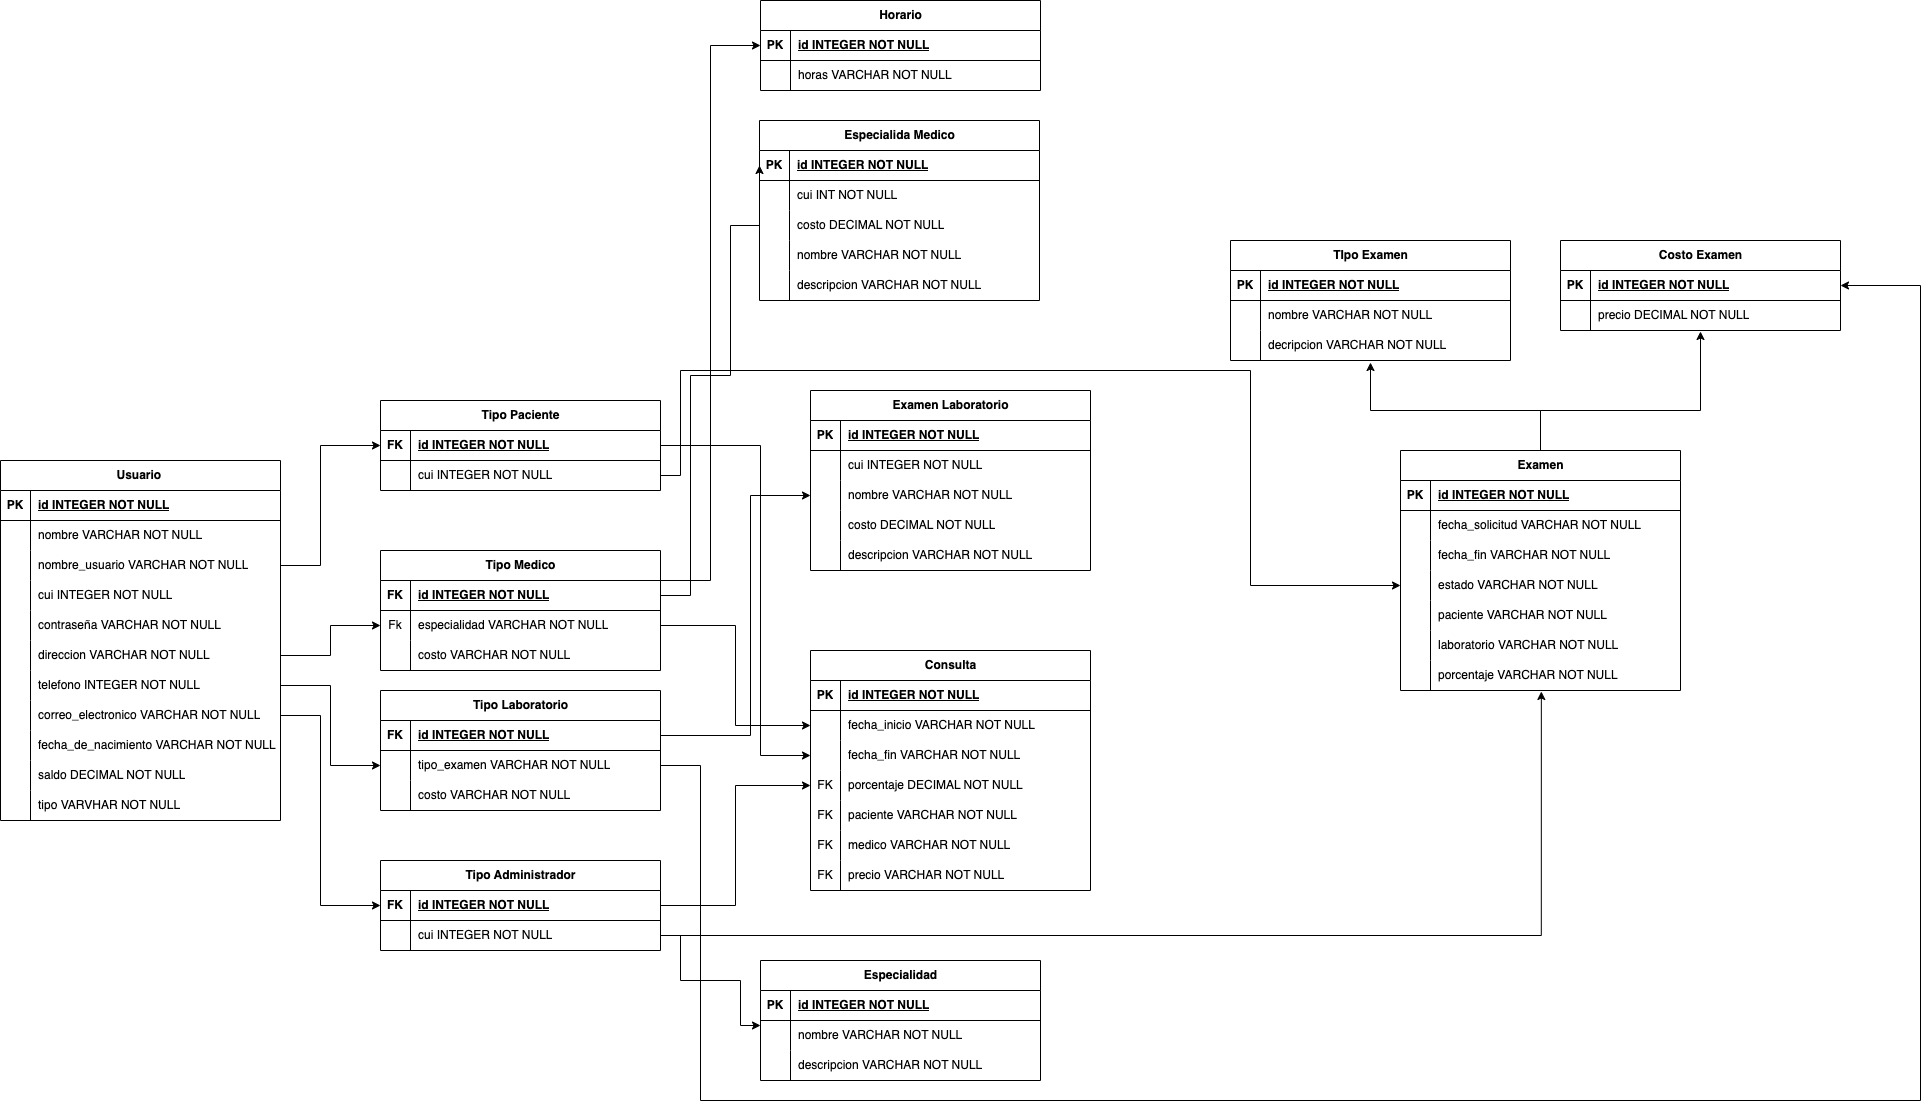 Horario
PK id INTEGER NOT NULL
horas VARCHAR NOT NULL
Especialida Medico
PK id INTEGER NOT NULL
cui INT NOT NULL
costo DECIMAL NOT NULL
nombre VARCHAR NOT NULL
descripcion VARCHAR NOT NULL
TIpo Examen
PK id INTEGER NOT NULL
nombre VARCHAR NOT NULL
decripcion VARCHAR NOT NULL
Costo Examen
PK id INTEGER NOT NULL
precio DECIMAL NOT NULL
Usuario
PK id INTEGER NOT NULL
nombre VARCHAR NOT NULL
nombre_usuario VARCHAR NOT NULL
cui INTEGER NOT NULL
contraseña VARCHAR NOT NULL
direccion VARCHAR NOT NULL
telefono INTEGER NOT NULL
correo_electronico VARCHAR NOT NULL
fecha_de_nacimiento VARCHAR NOT NULL
saldo DECIMAL NOT NULL
tipo VARVHAR NOT NULL
Tipo Paciente
FK id INTEGER NOT NULL
cui INTEGER NOT NULL
Tipo Medico
FK id INTEGER NOT NULL
Fk especialidad VARCHAR NOT NULL
costo VARCHAR NOT NULL
Tipo Laboratorio
FK id INTEGER NOT NULL
tipo_examen VARCHAR NOT NULL
costo VARCHAR NOT NULL
Tipo Administrador
FK id INTEGER NOT NULL
cui INTEGER NOT NULL
Examen Laboratorio
PK id INTEGER NOT NULL
cui INTEGER NOT NULL
nombre VARCHAR NOT NULL
costo DECIMAL NOT NULL
descripcion VARCHAR NOT NULL
Consulta
PK id INTEGER NOT NULL
fecha_inicio VARCHAR NOT NULL
fecha_fin VARCHAR NOT NULL
FK porcentaje DECIMAL NOT NULL
FK paciente VARCHAR NOT NULL
FK medico VARCHAR NOT NULL
FK precio VARCHAR NOT NULL
Especialidad
PK id INTEGER NOT NULL
nombre VARCHAR NOT NULL
descripcion VARCHAR NOT NULL
Examen
PK id INTEGER NOT NULL
fecha_solicitud VARCHAR NOT NULL
fecha_fin VARCHAR NOT NULL
estado VARCHAR NOT NULL
paciente VARCHAR NOT NULL
laboratorio VARCHAR NOT NULL
porcentaje VARCHAR NOT NULL